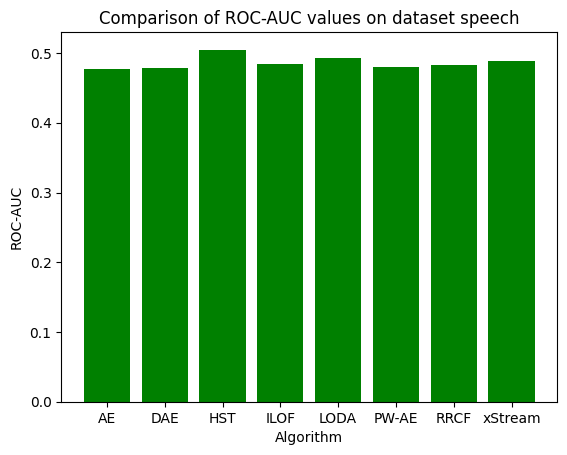 Comparison of ROC-AUC values on dataset speech
ROC-AUC
0.5
0.4
0.3
0.2
0.1
0.0
AE DAE HST ILOF LODA PW-AE RRCF xStream
Algorithm